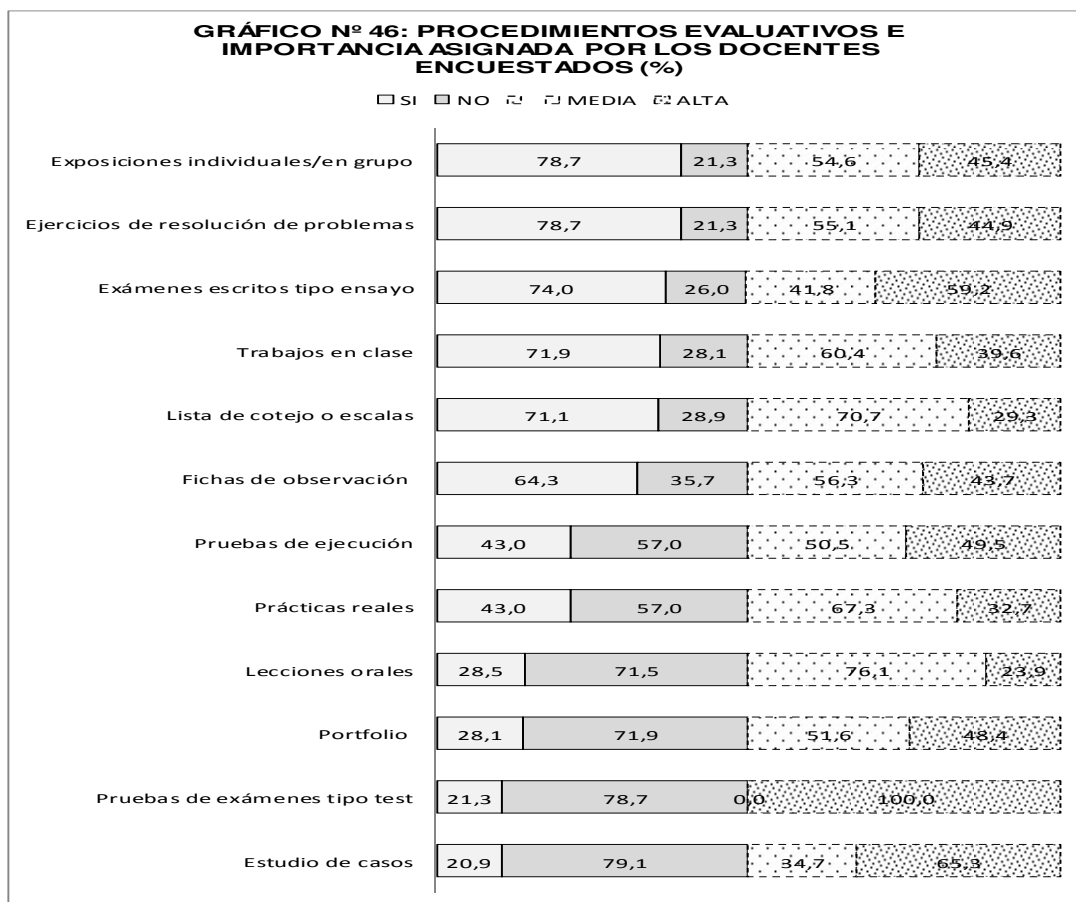 GRÁFICO Nº 46: PROCEDIMIENTOS EVALUATIVOS E
IMPORTANCIA ASIGNADA POR LOS DOCENTES
ENCUESTADOS (%)
SI NO MEDIA ALTA
Exposiciones individuales/en grupo 78,7 21,3 54,6 45,4
Ejercicios de resolución de problemas 78,7 21,3 55,1 44,9
Exámenes escritos tipo ensayo 74,0 26,0 41,8 59,2
Trabajos en clase 71,9 28,1 60,4 39,6
Lista de cotejo o escalas 71,1 28,9 70,7 29,3
Fichas de observación 64,3 35,7 56,3 43,7
Pruebas de ejecución 43,0 57,0 50,5 49,5
Prácticas reales 43,0 57,0 67,3 32,7
Lecciones orales 28,5 71,5 76,1 23,9
Portfolio 28,1 71,9 51,6 48,4
Pruebas de exámenes tipo test 21,3 78,7 0,0 100,0
Estudio de casos 20,9 79,1 34,7 65,3